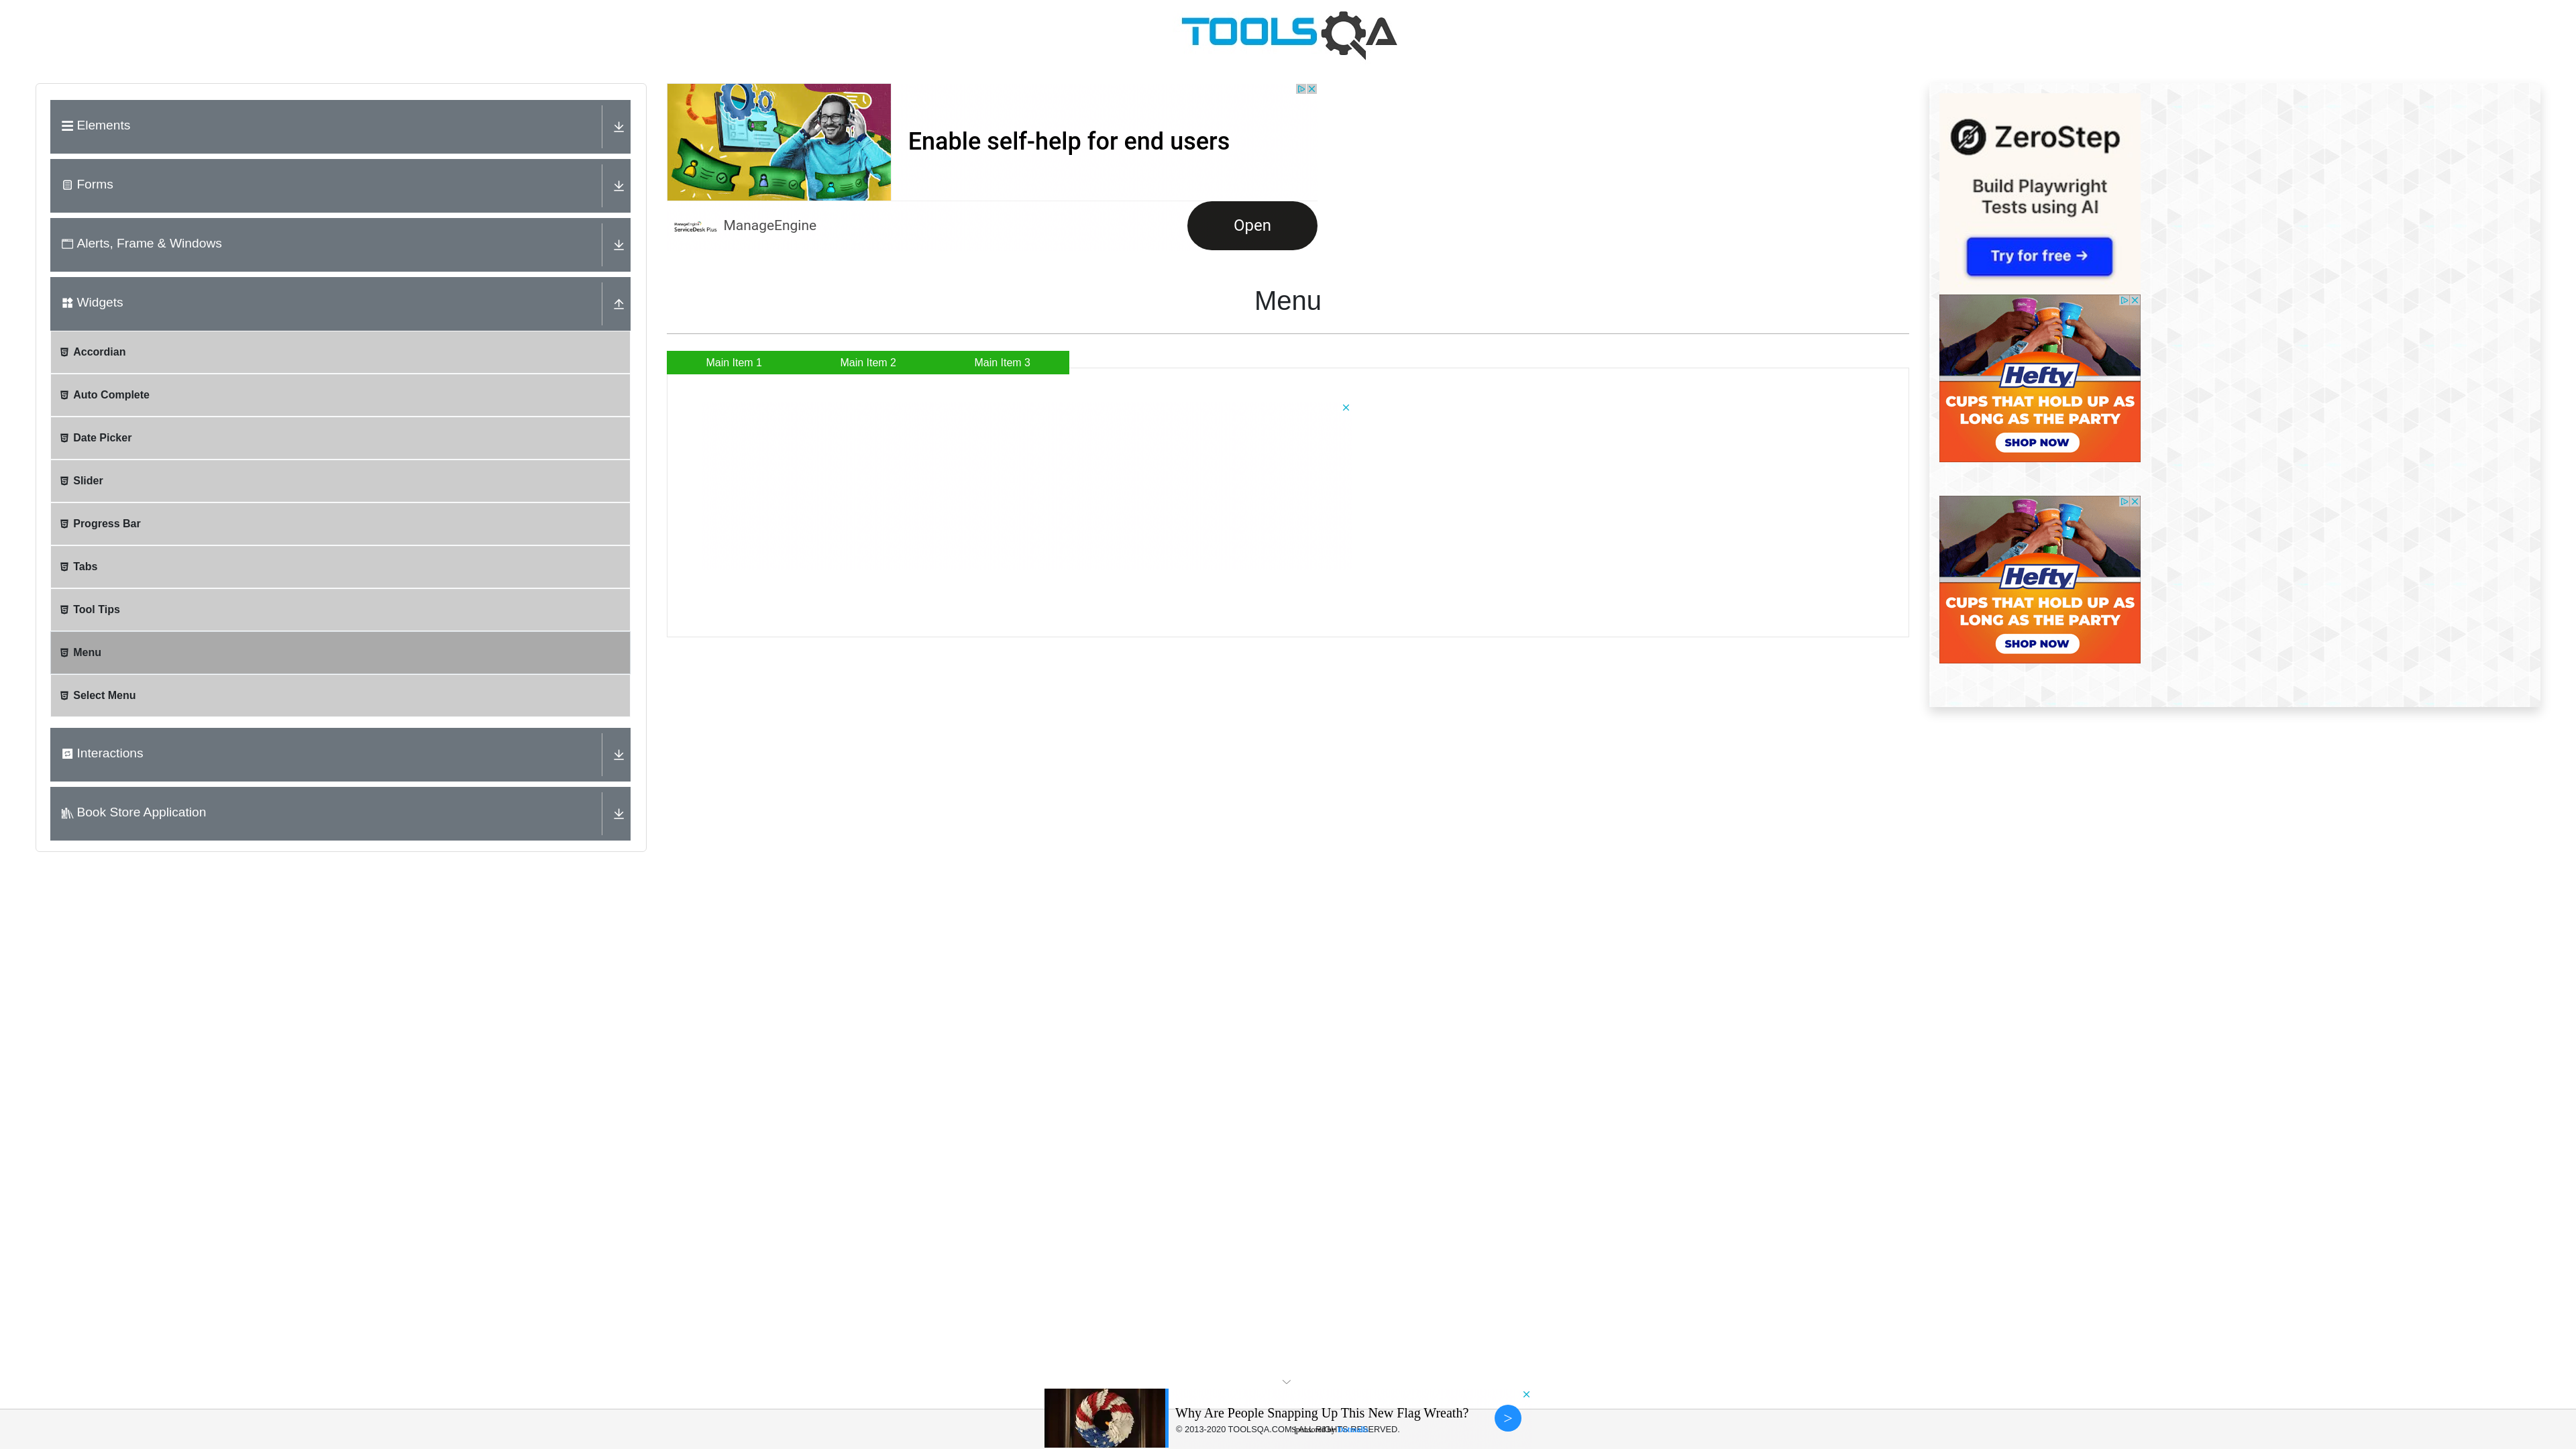 TOOLSQA
Elements
Forms
Alerts, Frame & Windows
Widgets
Accordian
Auto Complete
Date Picker
Slider
Progress Bar
Tabs
Tool Tips
Menu
Select Menu
Interactions
Book Store Application
Enable self-help for end users
ManageEngine
ServiceDesk Plus
ManageEngine
Open
Menu
Main Item 1
Main Item 2
Main Item 3
ZeroStep
Build Playwright
Tests using AI
Try for free →
Hefty
CUPS THAT HOLD UP AS
LONG AS THE PARTY
SHOP NOW
Hefty
CUPS THAT HOLD UP AS
LONG AS THE PARTY
SHOP NOW
Why Are People Snapping Up This New Flag Wreath?
© 2013-2020 TOOLSQA.COM | ALL RIGHTS RESERVED.